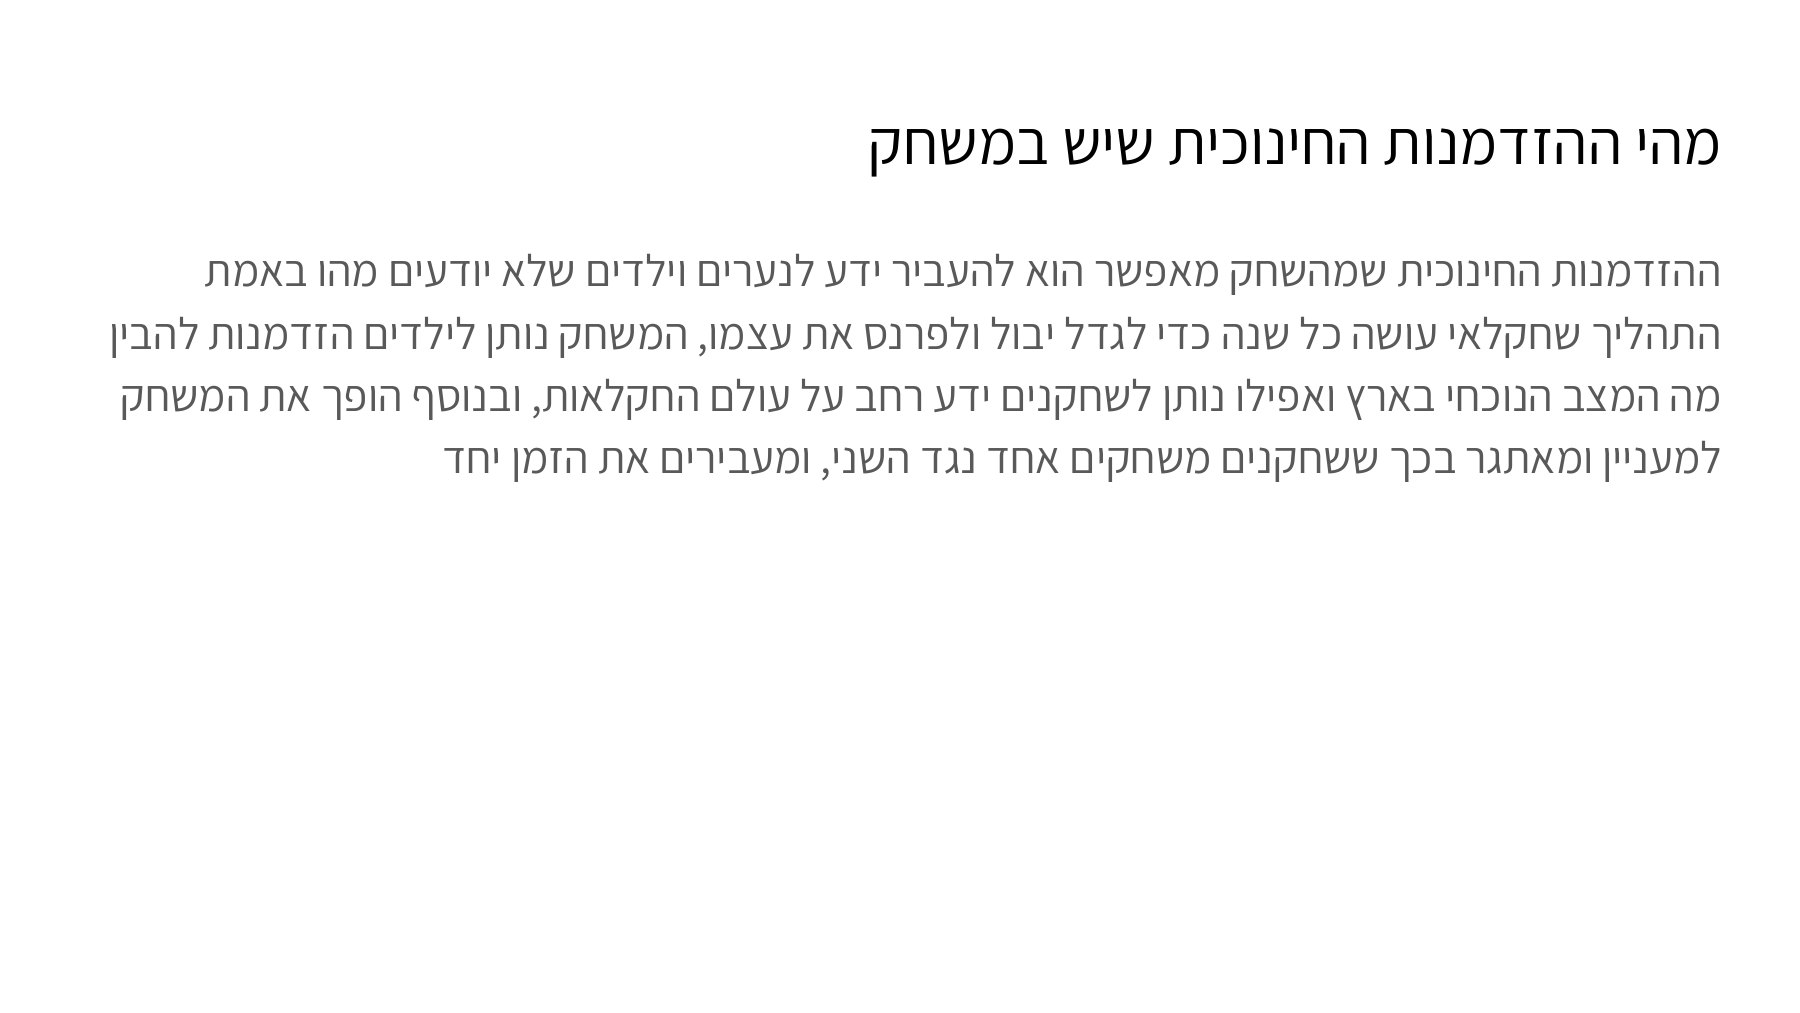 מהי ההזדמנות החינוכית שיש במשחק
ההזדמנות החינוכית שמהשחק מאפשר הוא להעביר ידע לנערים וילדים שלא יודעים מהו באמת
התהליך שחקלאי עושה כל שנה כדי לגדל יבול ולפרנס את עצמו, המשחק נותן לילדים הזדמנות להבין
מה המצב הנוכחי בארץ ואפילו נותן לשחקנים ידע רחב על עולם החקלאות, ובנוסף הופך את המשחק
למעניין ומאתגר בכך ששחקנים משחקים אחד נגד השני, ומעבירים את הזמן יחד